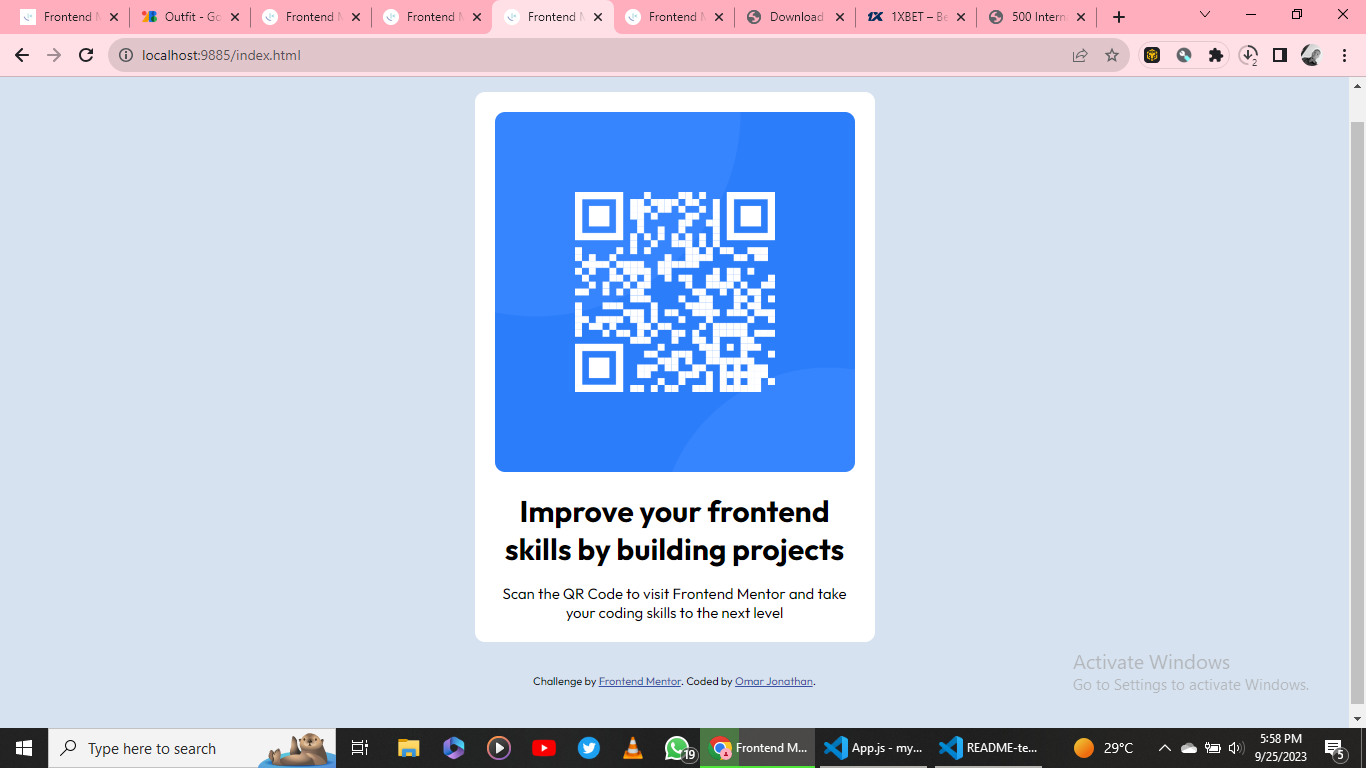 Frontend M
Outfit - Go
Frontend M
Frontend M
Frontend M
Frontend M
Download
1XBET – Be
500 Intern
localhost:9885/index.html
2
Improve your frontend
skills by building projects
Scan the QR Code to visit Frontend Mentor and take
your coding skills to the next level
Challenge by Frontend Mentor. Coded by Omar Jonathan.
Activate Windows
Go to Settings to activate Windows.
Type here to search
19
Frontend M...
App.js - my...
README-te...
29°C
5:58 PM
9/25/2023
5